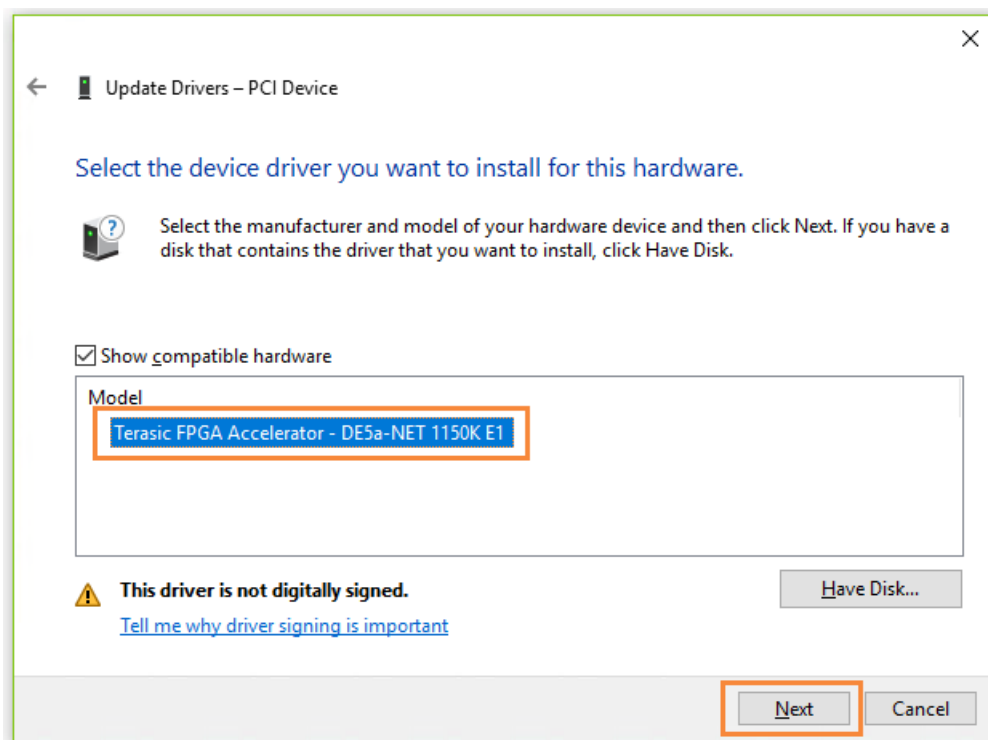 Update Drivers – PCI Device
Select the device driver you want to install for this hardware.
Select the manufacturer and model of your hardware device and then click Next. If you have a
disk that contains the driver that you want to install, click Have Disk.
Show compatible hardware
Model
Terasic FPGA Accelerator - DE5a-NET 1150K E1
This driver is not digitally signed.
Have Disk...
Tell me why driver signing is important
Next
Cancel